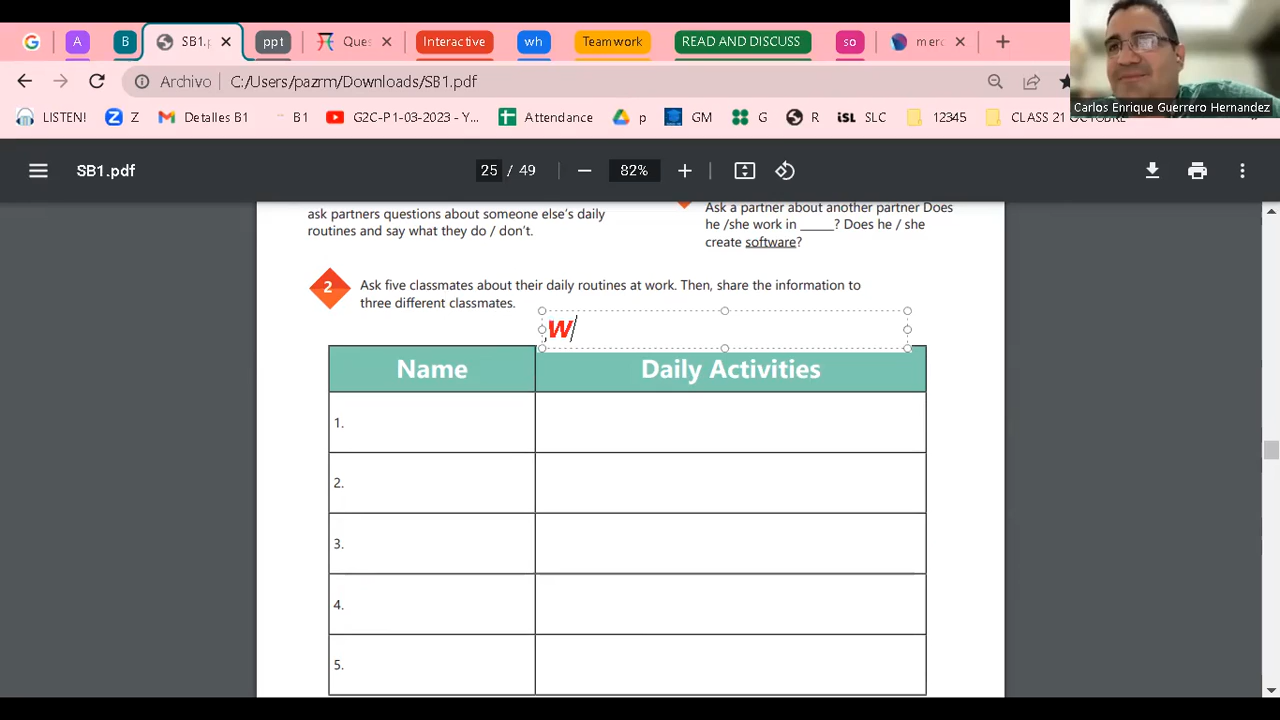 A
B
SB1.p
ppt
Ques
Interactive
wh
Teamwork
READ AND DISCUSS
so
merc
Archivo
C:/Users/pazrm/Downloads/SB1.pdf
LISTEN!
Z
Detalles B1
B1
G2C-P1-03-2023 - Y...
Attendance
p
GM
G
R
iSL
SLC
12345
CLASS 21 OCTOBRE
Carlos Enrique Guerrero Hernandez
SB1.pdf
25 / 49
82%
ask partners questions about someone else's daily
routines and say what they do / don't.
Ask a partner about another partner Does
he /she work in _____? Does he / she
create software?
2
Ask five classmates about their daily routines at work. Then, share the information to
three different classmates.
W
Name
Daily Activities
1.
2.
3.
4.
5.